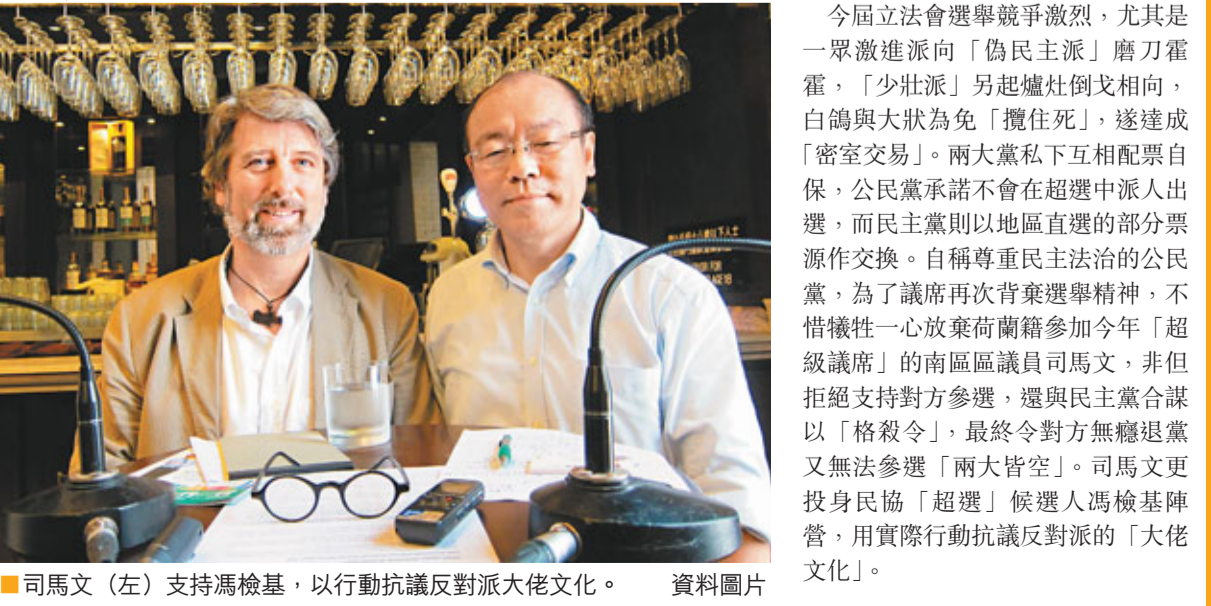 今屆立法會選舉競爭激烈，尤其是
一眾激進派向「偽民主派」磨刀霍
霍，「少壯派」另起爐灶倒戈相向，
白鴿與大狀為免「攬住死」，遂達成
「密室交易」。兩大黨私下互相配票自
保，公民黨承諾不會在超選中派人出
選，而民主黨則以地區直選的部分票
源作交換。自稱尊重民主法治的公民
黨，為了議席再次背棄選舉精神，不
惜犧牲一心放棄荷蘭籍參加今年「超
級議席」的南區區議員司馬文，非但
拒絕支持對方參選，還與民主黨合謀
以「格殺令」，最終令對方無癮退黨
又無法參選「兩大皆空」。司馬文更
投身民協「超選」候選人馮檢基陣
營，用實際行動抗議反對派的「大佬
文化」。
■司馬文（左）支持馮檢基，以行動抗議反對派大佬文化。 資料圖片